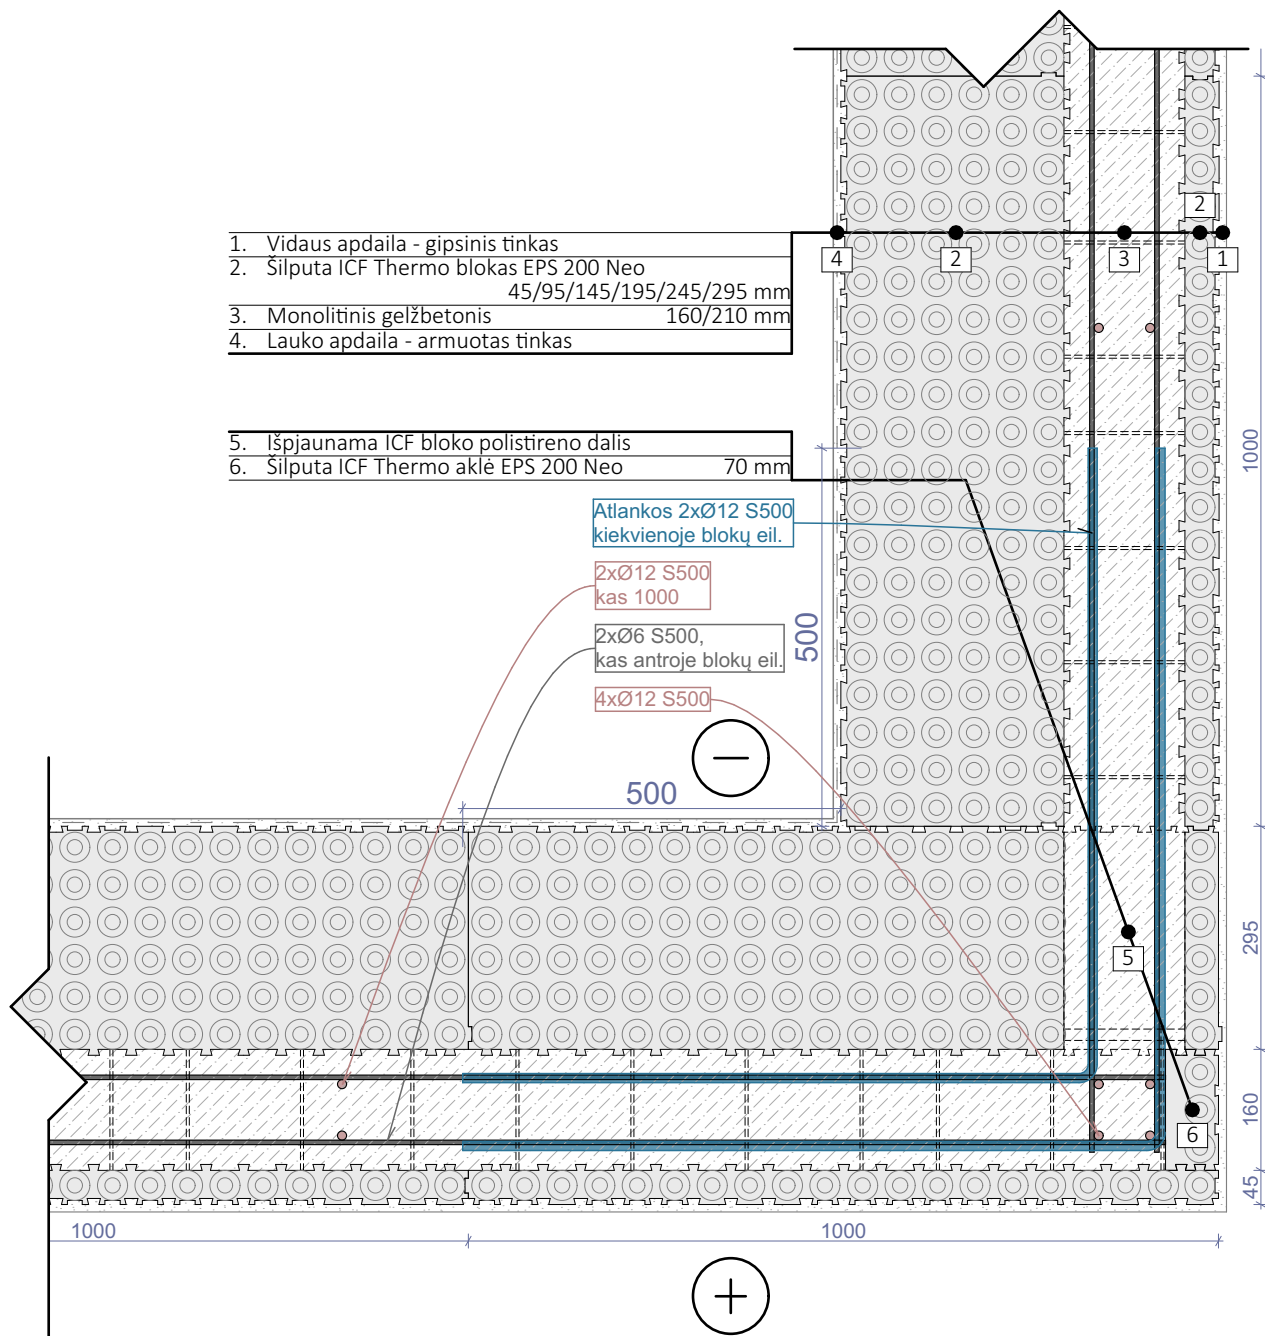 2
4
2
3
1
1. Vidaus apdaila - gipsinis tinkas
2. Šilputa ICF Thermo blokas EPS 200 Neo
45/95/145/195/245/295 mm
3. Monolitinis gelžbetonis 160/210 mm
4. Lauko apdaila - armuotas tinkas
5. Išpjaunama ICF bloko polistireno dalis
6. Šilputa ICF Thermo aklė EPS 200 Neo 70 mm
1000
Atlankos 2xØ12 S500
kiekvienoje blokų eil.
2xØ12 S500
kas 1000
2xØ6 S500,
kas antroje blokų eil.
4xØ12 S500
500
500
295
5
160
6
45
1000
1000